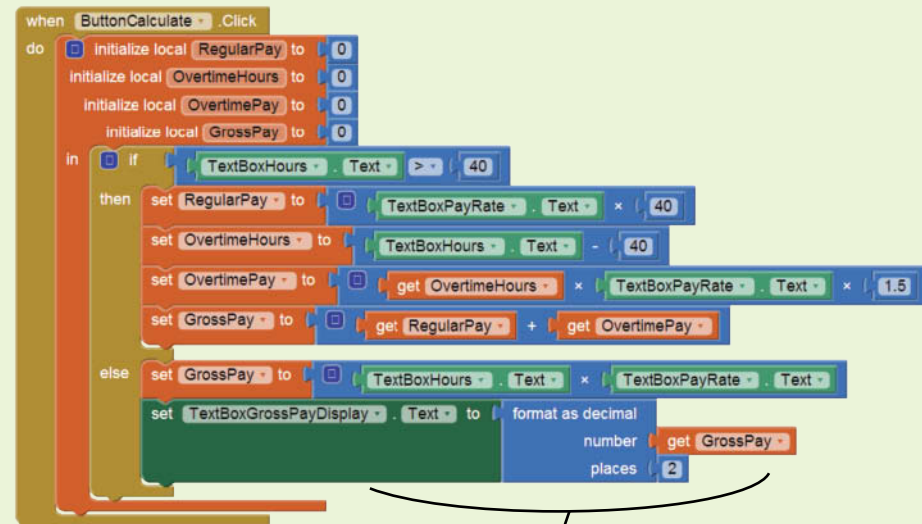 when ButtonCalculate .Click
do initialize local RegularPay to 0
initialize local OvertimeHours to 0
initialize local OvertimePay to 0
initialize local GrossPay to 0
in if TextBoxHours . Text > 40
then set RegularPay to TextBoxPayRate . Text × 40
set OvertimeHours to TextBoxHours . Text - 40
set OvertimePay to get OvertimeHours × TextBoxPayRate . Text × 1.5
set GrossPay to get RegularPay + get OvertimePay
else set GrossPay to TextBoxHours . Text × TextBoxPayRate . Text
set TextBoxGrossPayDisplay . Text to format as decimal
number get GrossPay
places 2